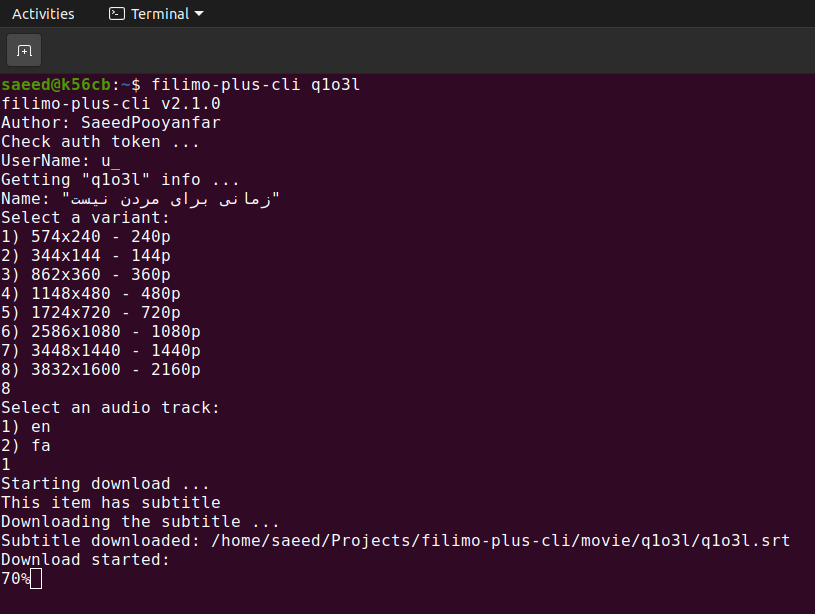 Activities
Terminal
saeed@k56cb:~$ filimo-plus-cli q1o3l
filimo-plus-cli v2.1.0
Author: SaeedPooyanfar
Check auth token ...
UserName: u_
Getting "q1o3l" info ...
Name: "زمانی برای مردن نیست"
Select a variant:
1) 574x240 - 240p
2) 344x144 - 144p
3) 862x360 - 360p
4) 1148x480 - 480p
5) 1724x720 - 720p
6) 2586x1080 - 1080p
7) 3448x1440 - 1440p
8) 3832x1600 - 2160p
8
Select an audio track:
1) en
2) fa
1
Starting download ...
This item has subtitle
Downloading the subtitle ...
Subtitle downloaded: /home/saeed/Projects/filimo-plus-cli/movie/q1o3l/q1o3l.srt
Download started:
70%